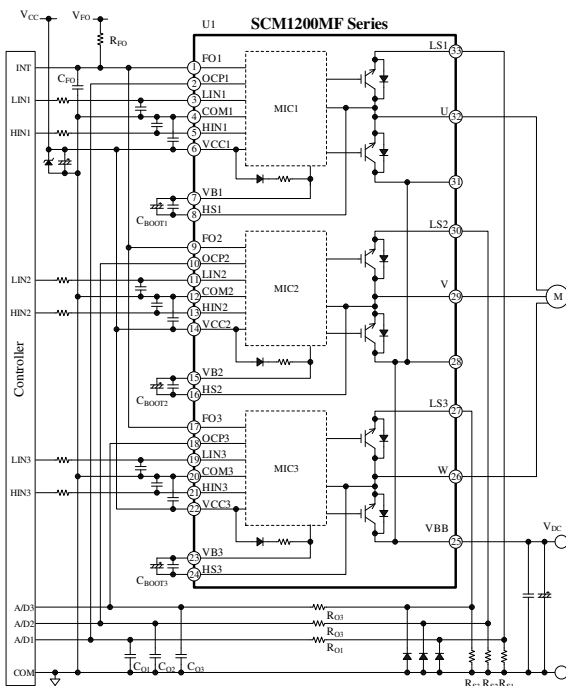 SCM1200MF Series
U1
VCC
VFO
RFO
CFO
INT
LIN1
HIN1
LIN2
HIN2
LIN3
HIN3
A/D3
A/D2
A/D1
COM
Controller
1 FO1
2 OCP1
3 LIN1
4 COM1
5 HIN1
6 VCC1
7 VB1
8 HS1
CBOOT1
MIC1
9 FO2
10 OCP2
11 LIN2
12 COM2
13 HIN2
14 VCC2
15 VB2
16 HS2
CBOOT2
MIC2
17 FO3
18 OCP3
19 LIN3
20 COM3
21 HIN3
22 VCC3
23 VB3
24 HS3
CBOOT3
MIC3
LS1 33
U 32
31
LS2 30
V 29
28
LS3 27
W 26
VBB 25
M
VDC
RO3
RO3
RO1
CO1 CO2 CO3
RS3 RS2 RS1